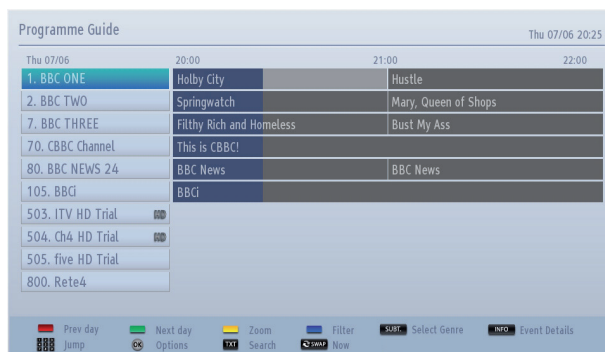 Programme Guide
Thu 07/06 20:25
Thu 07/06 20:00 21:00 22:00
1. BBC ONE Holby City Hustle
2. BBC TWO Springwatch Mary, Queen of Shops
7. BBC THREE Filthy Rich and Homeless Bust My Ass
70. CBBC Channel This is CBBC!
80. BBC NEWS 24 BBC News BBC News
105. BBCi BBCi
503. ITV HD Trial
504. Ch4 HD Trial
505. five HD Trial
800. Rete4
Prev day Next day Zoom Filter SUBT. Select Genre INFO Event Details
Jump OK Options TXT Search SWAP Now